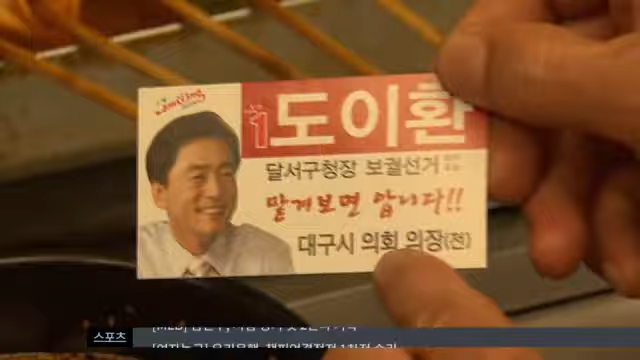 1 도이환
달서구청장 보궐선거
맡겨보면 압니다!!
대구시 의회 의장(전)
스포츠